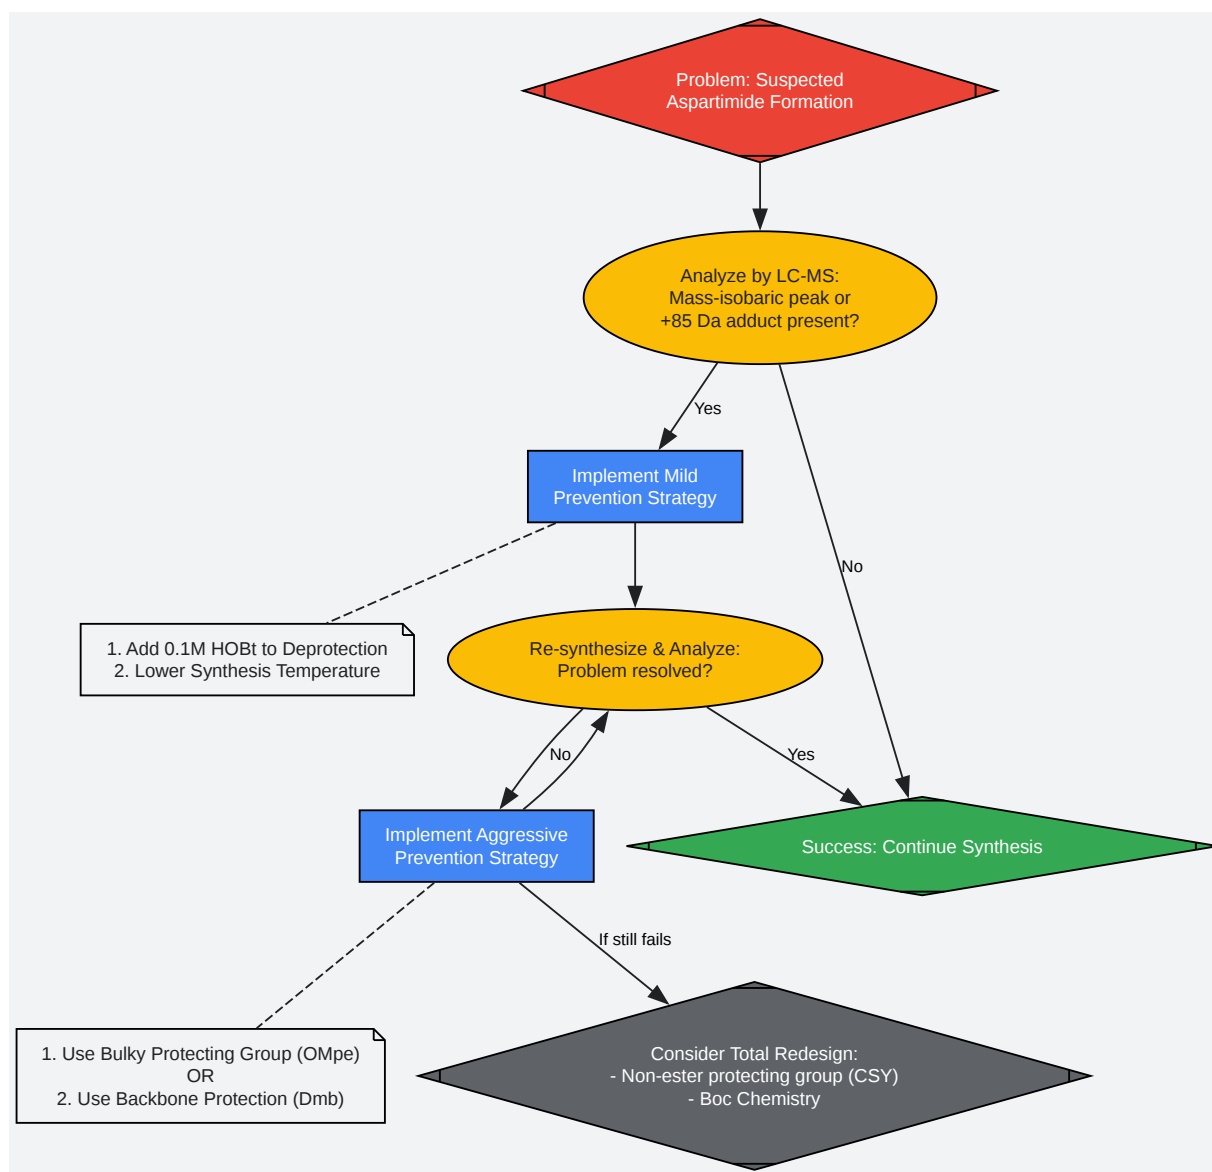 Problem: Suspected
Aspartimide Formation
Analyze by LC-MS:
Mass-isobaric peak or
+85 Da adduct present?
Yes
Implement Mild
Prevention Strategy
No
1. Add 0.1M HOBt to Deprotection
2. Lower Synthesis Temperature
Re-synthesize & Analyze:
Problem resolved?
No
Yes
Implement Aggressive
Prevention Strategy
Success: Continue Synthesis
If still fails
1. Use Bulky Protecting Group (OMpe)
OR
2. Use Backbone Protection (Dmb)
Consider Total Redesign:
- Non-ester protecting group (CSY)
- Boc Chemistry